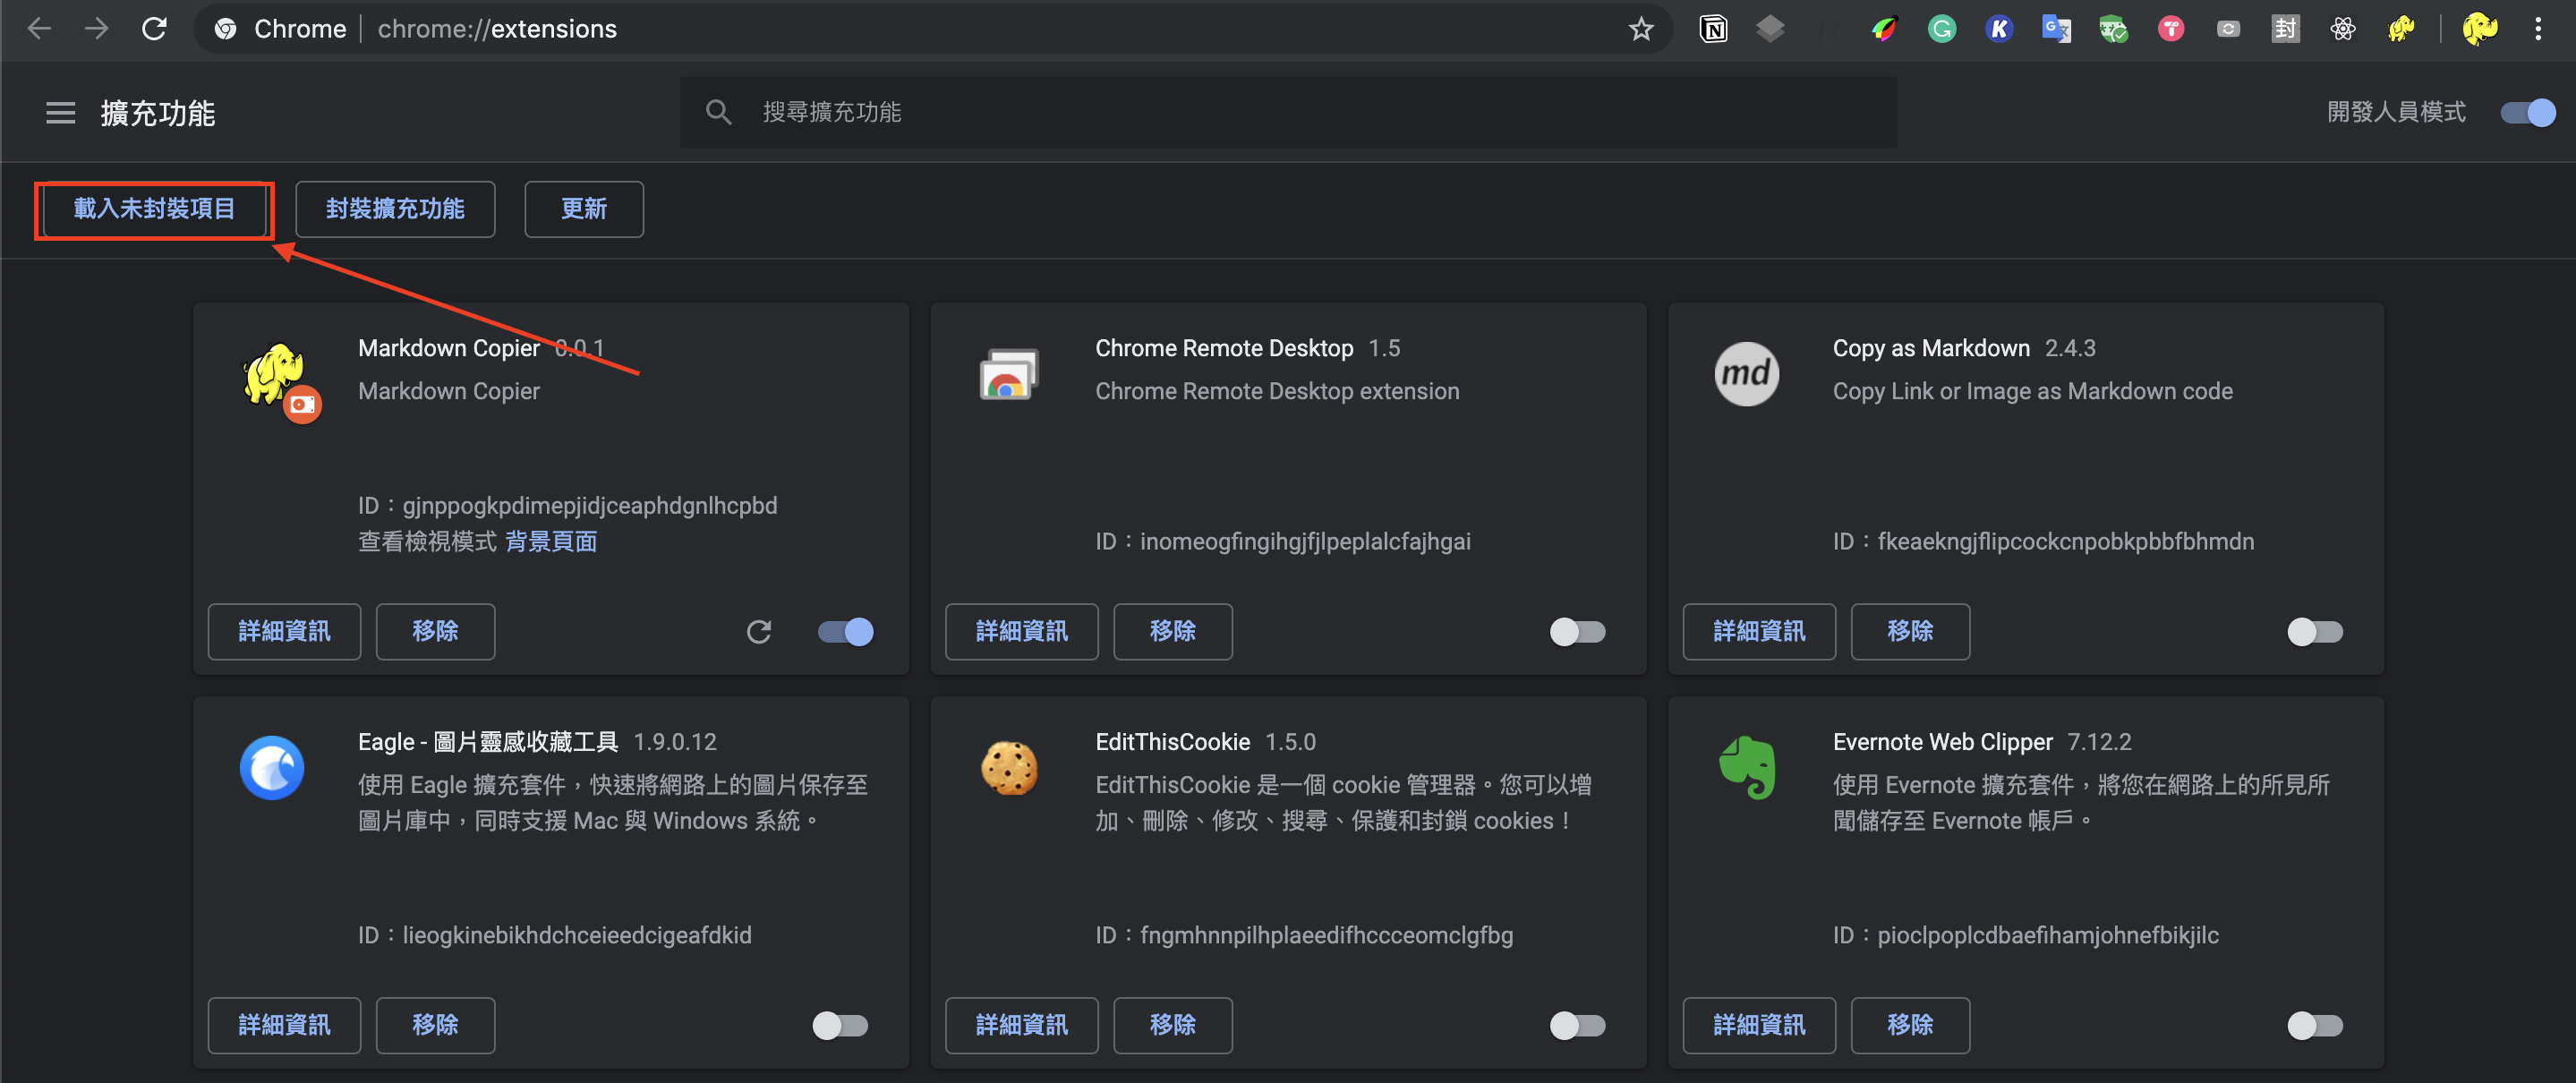 Chrome | chrome://extensions
擴充功能
搜尋擴充功能
開發人員模式
載入未封裝項目
封裝擴充功能
更新
Markdown Copier 0.0.1
Markdown Copier
ID：gjnppogkpdimepjidjceaphdgnlhcpbd
查看檢視模式 背景頁面
詳細資訊
移除
Chrome Remote Desktop 1.5
Chrome Remote Desktop extension
ID：inomeogfingihgjfjlpeplalcfajhgai
詳細資訊
移除
md
Copy as Markdown 2.4.3
Copy Link or Image as Markdown code
ID：fkeaekngjflipcockcnpobkpbbfbhmdn
詳細資訊
移除
Eagle - 圖片靈感收藏工具 1.9.0.12
使用 Eagle 擴充套件，快速將網路上的圖片保存至
圖片庫中，同時支援 Mac 與 Windows 系統。
ID：lieogkinebikhdchceieedcigeafdkid
詳細資訊
移除
EditThisCookie 1.5.0
EditThisCookie 是一個 cookie 管理器。您可以增
加、刪除、修改、搜尋、保護和封鎖 cookies！
ID：fngmhnnpilhplaeedifhccceomclgfbg
詳細資訊
移除
Evernote Web Clipper 7.12.2
使用 Evernote 擴充套件，將您在網路上的所見所
聞儲存至 Evernote 帳戶。
ID：pioclpoplcdbaefihamjohnefbikjilc
詳細資訊
移除